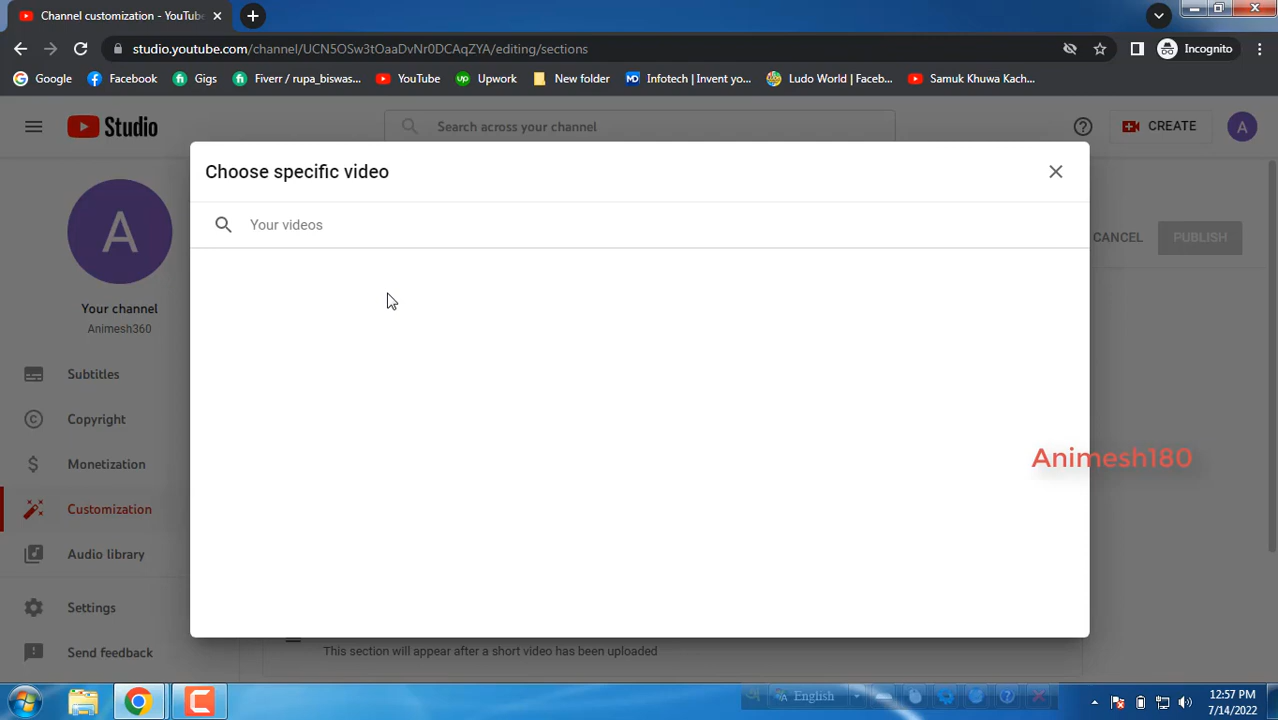 Channel customization - YouTube
studio.youtube.com/channel/UCN5OSw3tOaaDvNr0DCAqZYA/editing/sections
Incognito
Google
Facebook
Gigs
Fiverr / rupa_biswas...
YouTube
Upwork
New folder
Infotech | Invent yo...
Ludo World | Faceb...
Samuk Khuwa Kach...
Studio
Search across your channel
CREATE
A
A
Your channel
Animesh360
Subtitles
Copyright
Monetization
Customization
Audio library
Settings
Send feedback
Choose specific video
Your videos
CANCEL
PUBLISH
Animesh180
This section will appear after a short video has been uploaded
English
12:57 PM
7/14/2022